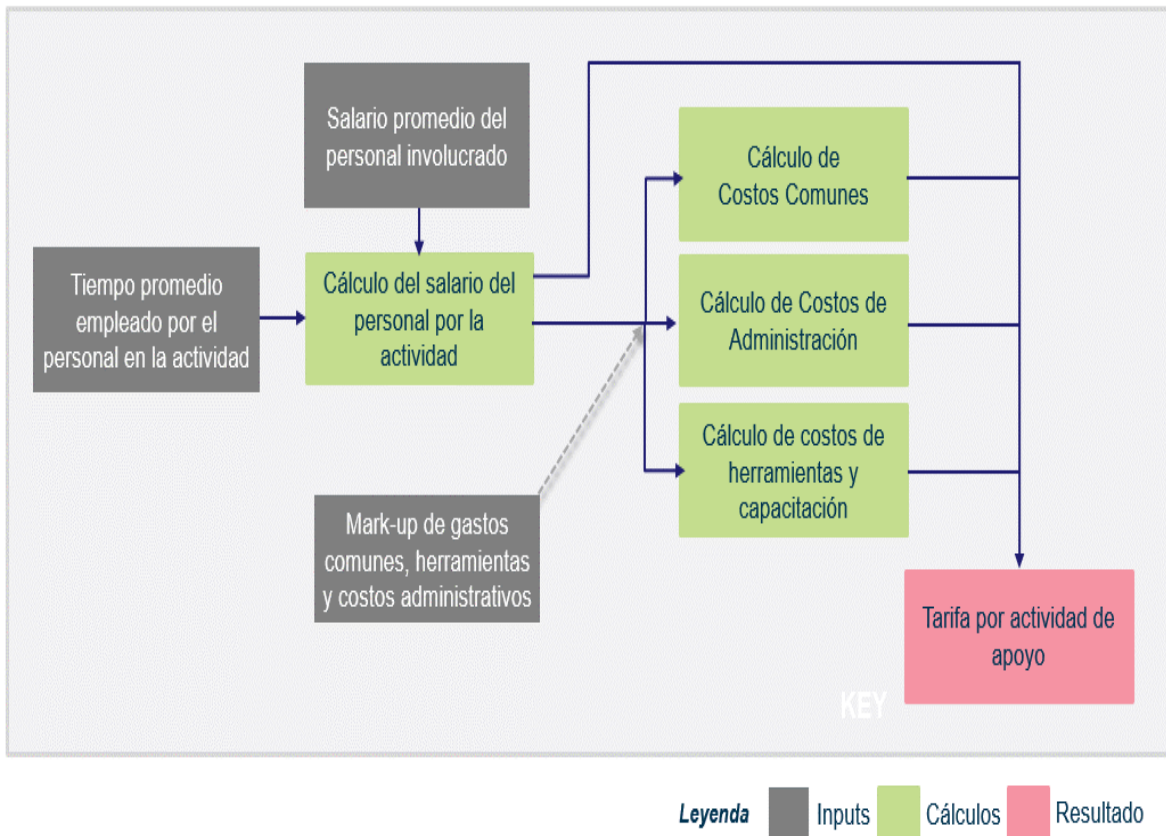 Salario promedio del
personal involucrado
Cálculo de
Costos Comunes
Tiempo promedio
empleado por el
personal en la actividad
Cálculo del salario del
personal por la
actividad
Cálculo de Costos de
Administración
Cálculo de costos de
herramientas y
capacitación
Mark-up de gastos
comunes, herramientas
y costos administrativos
Tarifa por actividad de
apoyo
KEY
Leyenda Inputs Cálculos Resultado